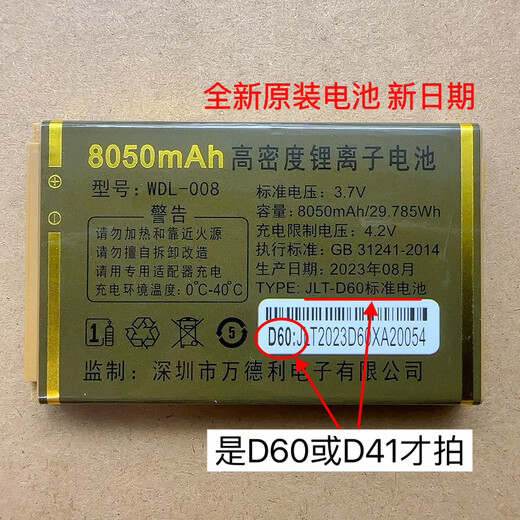 全新原装电池 新日期
8050mAh 高密度锂离子电池
型号：WDL-008
标准电压：3.7V
警告
容量：8050mAh/29.785Wh
请勿加热和靠近火源
充电限制电压：4.2V
请勿擅自拆卸改造
执行标准：GB 31241-2014
请用专用适配器充电
生产日期：2023年08月
充电环境温度：0°C-40°C
TYPE：JLT-D60标准电池
1
5
D60:JLT2023D60XA20054
监制：深圳市万德利电子有限公司
是D60或D41才拍